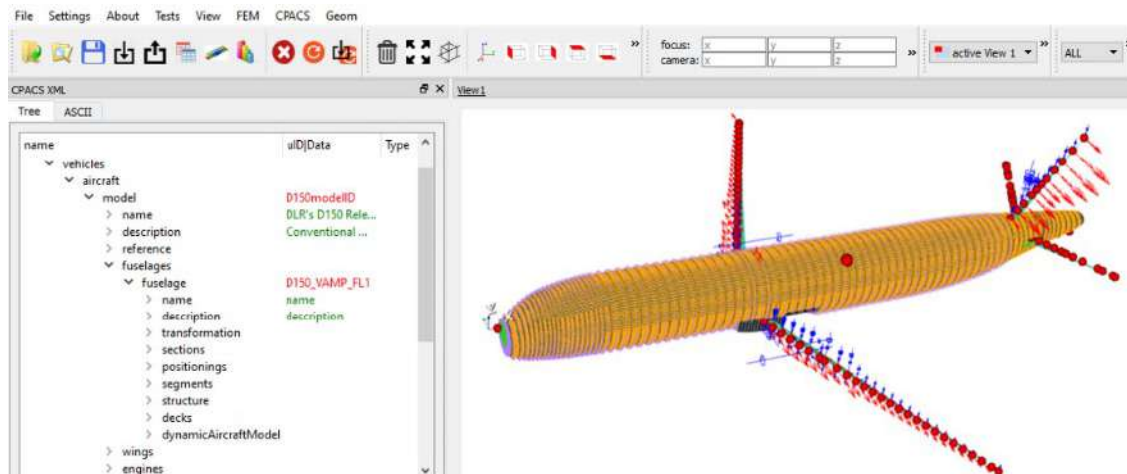 File Settings About Tests View FEM CPACS Geom
focus: x y z
camera: x y z
» » active View 1 » ALL
CPACS XML
View1
Tree ASCII
name uID|Data Type
vehicles
aircraft
model D150modelID
name DLR's D150 Rele...
description Conventional ...
reference
fuselages
fuselage D150_VAMP_FL1
name name
description description
transformation
sections
positionings
segments
structure
decks
dynamicAircraftModel
wings
engines